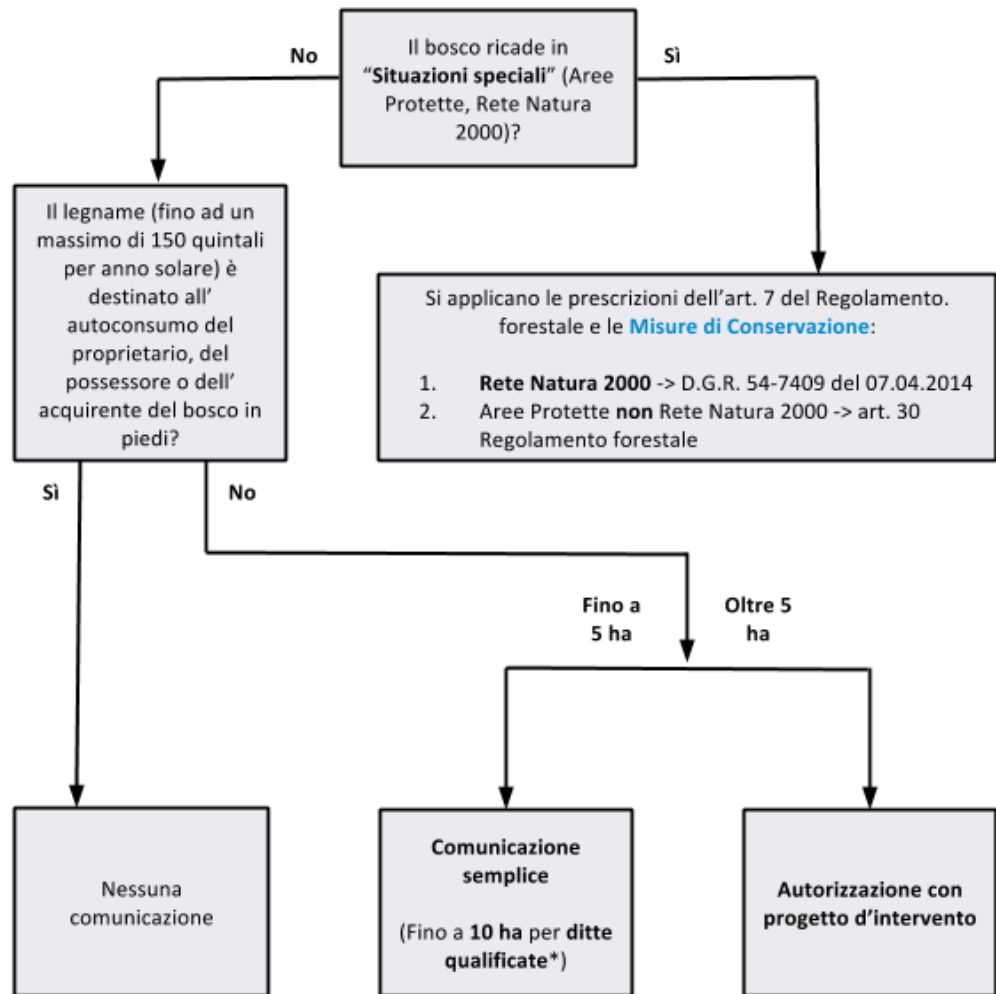 No
Il bosco ricade in
“Situazioni speciali” (Aree
Protette, Rete Natura
2000)?
Sì
Il legname (fino ad un
massimo di 150 quintali
per anno solare) è
destinato all’
autoconsumo del
proprietario, del
possessore o dell’
acquirente del bosco in
piedi?
Si applicano le prescrizioni dell’art. 7 del Regolamento.
forestale e le Misure di Conservazione:
1. Rete Natura 2000 -> D.G.R. 54-7409 del 07.04.2014
2. Aree Protette non Rete Natura 2000 -> art. 30
Regolamento forestale
Sì
No
Fino a
5 ha
Oltre 5
ha
Nessuna
comunicazione
Comunicazione
semplice
(Fino a 10 ha per ditte
qualificate*)
Autorizzazione con
progetto d’intervento